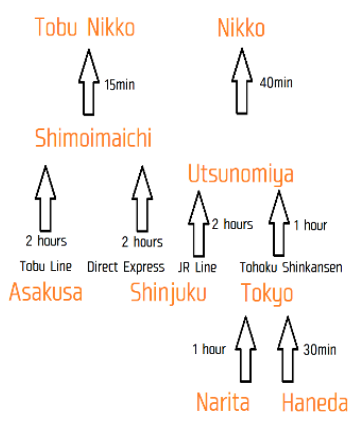 Tobu Nikko
Nikko
15min
40min
Shimoimaichi
Utsunomiya
2 hours
2 hours
2 hours
1 hour
Tobu Line
Direct Express
JR Line
Tohoku Shinkansen
Asakusa
Shinjuku
Tokyo
1 hour
30min
Narita
Haneda